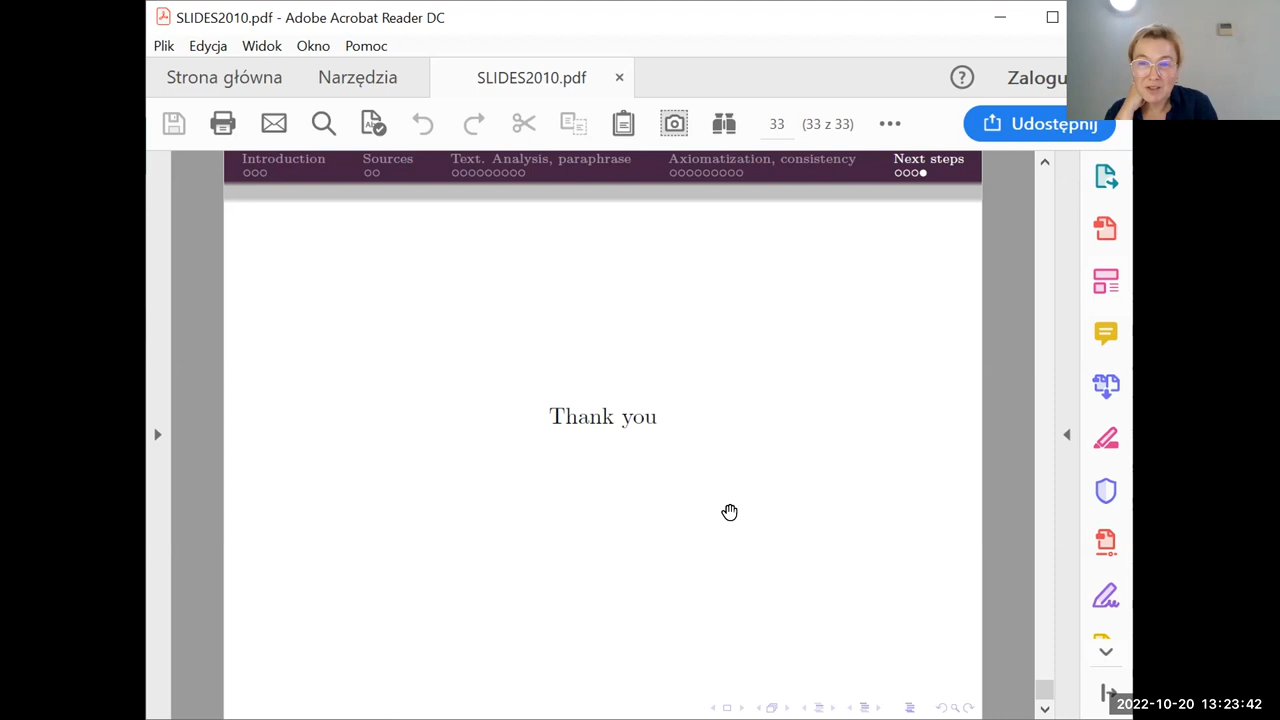 SLIDES2010.pdf - Adobe Acrobat Reader DC
Plik Edycja Widok Okno Pomoc
Strona główna Narzędzia SLIDES2010.pdf × ? Zalogu
33 (33 z 33) Udostępnij
Introduction Sources Text. Analysis, paraphrase Axiomatization, consistency Next steps
Thank you
2022-10-20 13:23:42